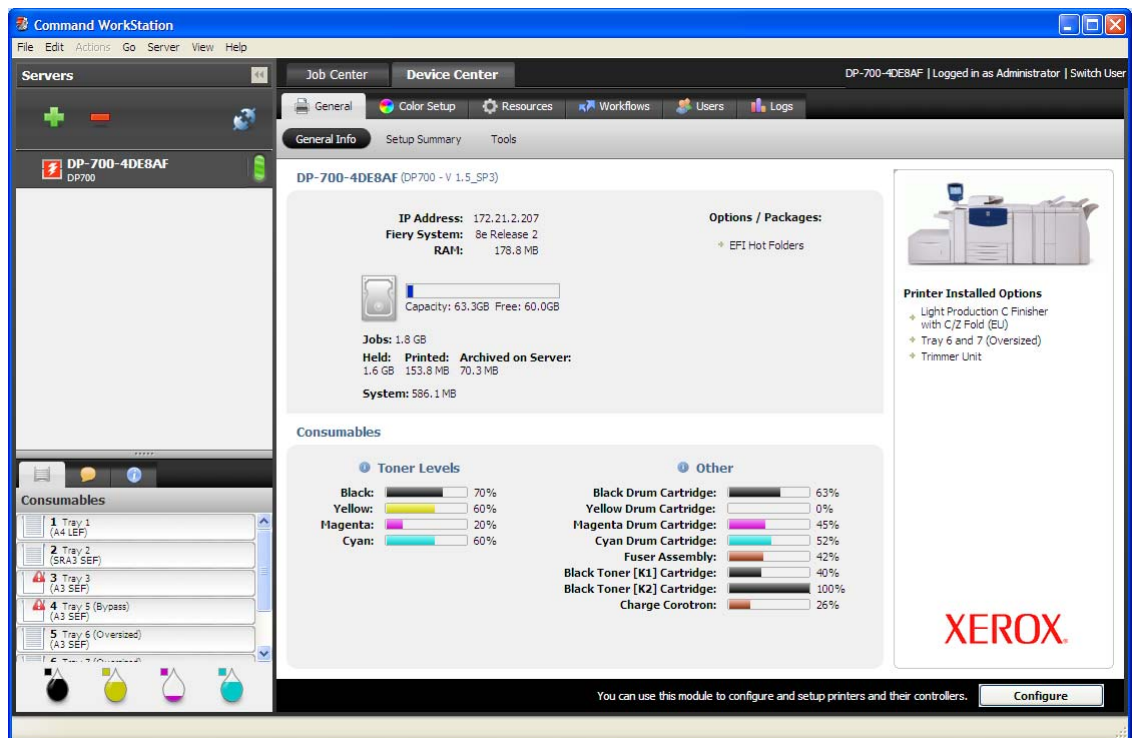 Command WorkStation
File Edit Actions Go Server View Help
Servers
Job Center Device Center DP-700-4DE8AF | Logged in as Administrator | Switch User
General Color Setup Resources Workflows Users Logs
General Info Setup Summary Tools
DP-700-4DE8AF
DP700
DP-700-4DE8AF (DP700 - V 1.5_SP3)
IP Address: 172.21.2.207
Fiery System: 8e Release 2
RAM: 178.8 MB
Options / Packages:
EFI Hot Folders
Capacity: 63.3GB Free: 60.0GB
Jobs: 1.8 GB
Held: Printed: Archived on Server:
1.6 GB 153.8 MB 70.3 MB
System: 586.1 MB
Printer Installed Options
Light Production C Finisher
with C/Z Fold (EU)
Tray 6 and 7 (Oversized)
Trimmer Unit
Consumables
Toner Levels
Black: 70%
Yellow: 60%
Magenta: 20%
Cyan: 60%
Other
Black Drum Cartridge: 63%
Yellow Drum Cartridge: 0%
Magenta Drum Cartridge: 45%
Cyan Drum Cartridge: 52%
Fuser Assembly: 42%
Black Toner [K1] Cartridge: 40%
Black Toner [K2] Cartridge: 100%
Charge Corotron: 26%
XEROX.
Consumables
1 Tray 1
(A4 LEF)
2 Tray 2
(SRA3 SEF)
3 Tray 3
(A3 SEF)
4 Tray 5 (Bypass)
(A3 SEF)
5 Tray 6 (Oversized)
(A3 SEF)
6 Tray 7 (Oversized)
You can use this module to configure and setup printers and their controllers. Configure